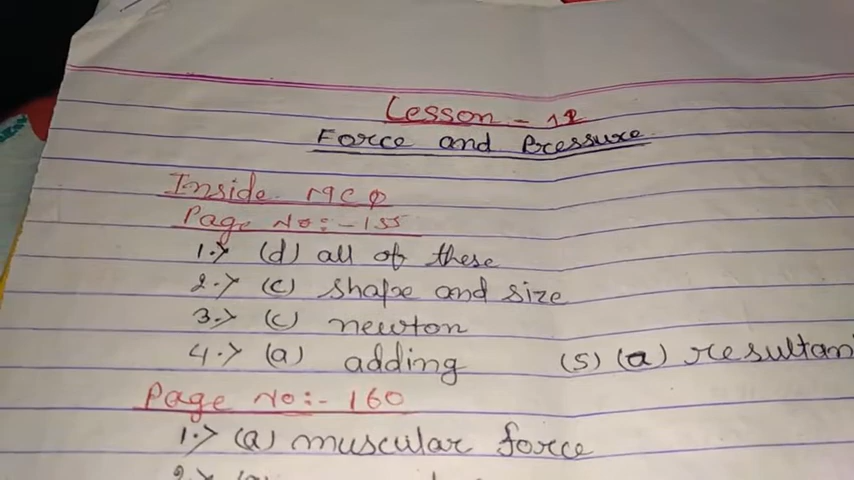 Lesson - 12
Force and Pressure
Inside MCQ
Page No:- 155
1.> (d) all of these
2.> (c) shape and size
3.> (c) newton
4.> (a) adding (5) (a) resultan
Page No:- 160
1.> (a) muscular force